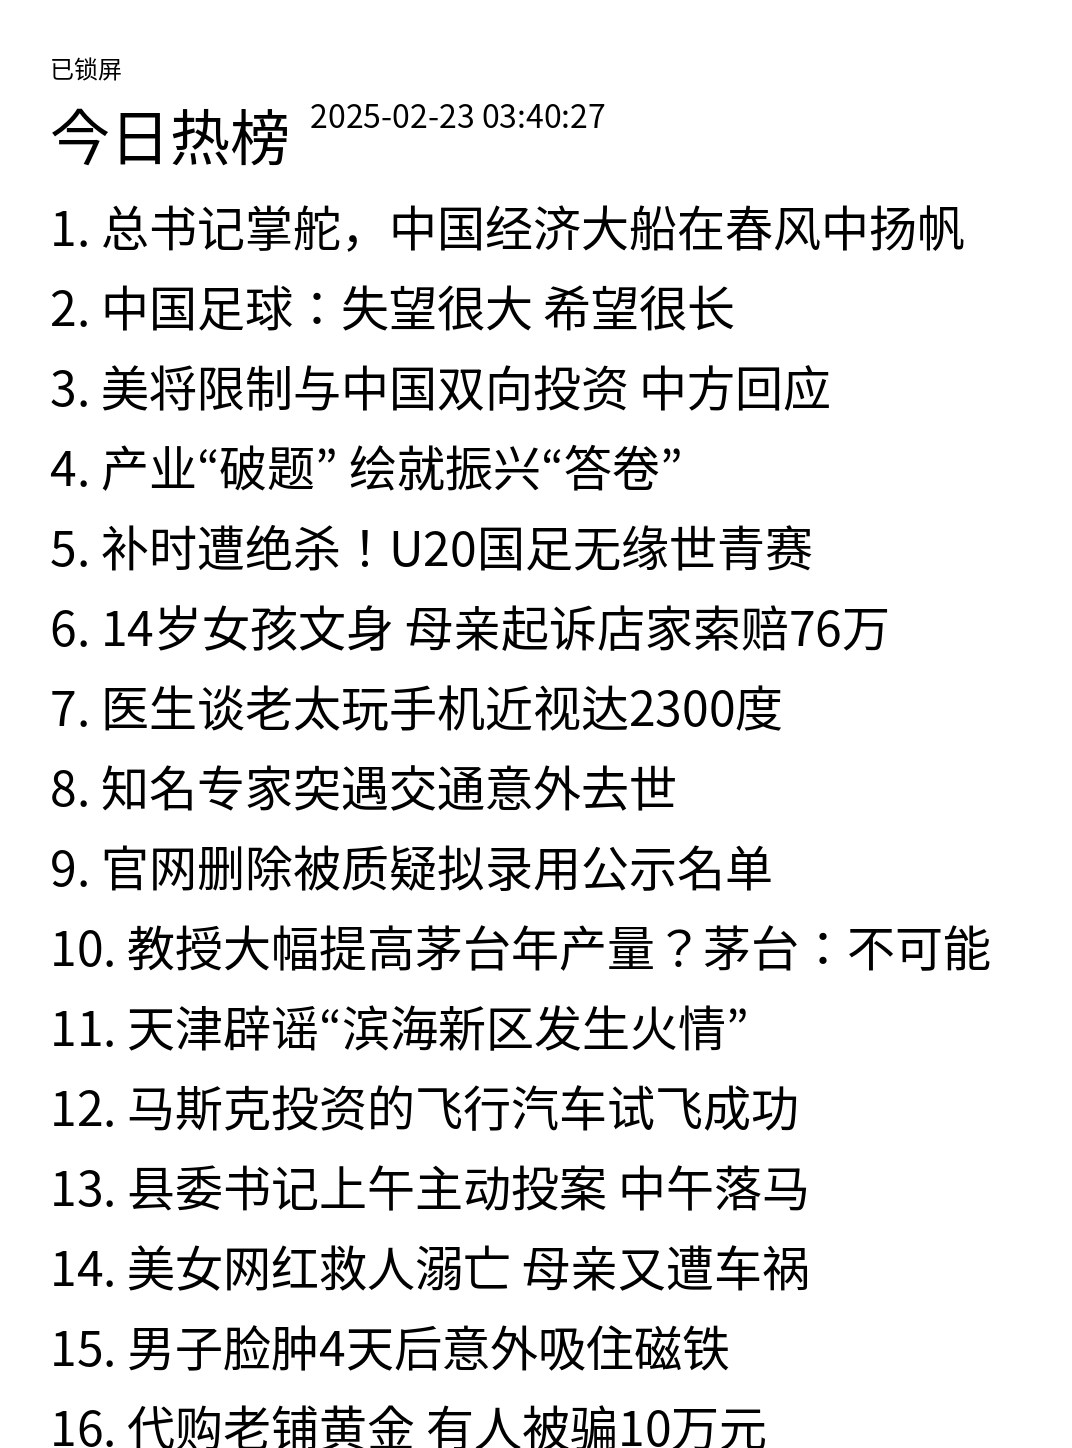 已锁屏
今日热榜 2025-02-23 03:40:27
1. 总书记掌舵，中国经济大船在春风中扬帆
2. 中国足球：失望很大 希望很长
3. 美将限制与中国双向投资 中方回应
4. 产业“破题” 绘就振兴“答卷”
5. 补时遭绝杀！U20国足无缘世青赛
6. 14岁女孩文身 母亲起诉店家索赔76万
7. 医生谈老太玩手机近视达2300度
8. 知名专家突遇交通意外去世
9. 官网删除被质疑拟录用公示名单
10. 教授大幅提高茅台年产量？茅台：不可能
11. 天津辟谣“滨海新区发生火情”
12. 马斯克投资的飞行汽车试飞成功
13. 县委书记上午主动投案 中午落马
14. 美女网红救人溺亡 母亲又遭车祸
15. 男子脸肿4天后意外吸住磁铁
16. 代购老铺黄金 有人被骗10万元